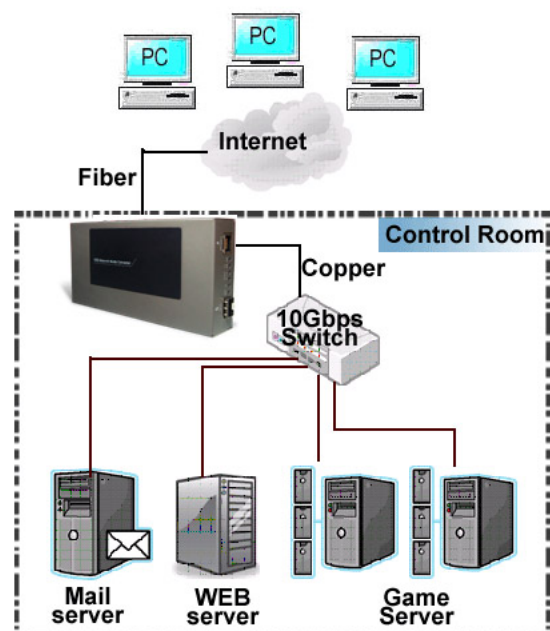 PC
PC
PC
Internet
Fiber
Control Room
Copper
10Gbps
Switch
Mail
server
WEB
server
Game
Server